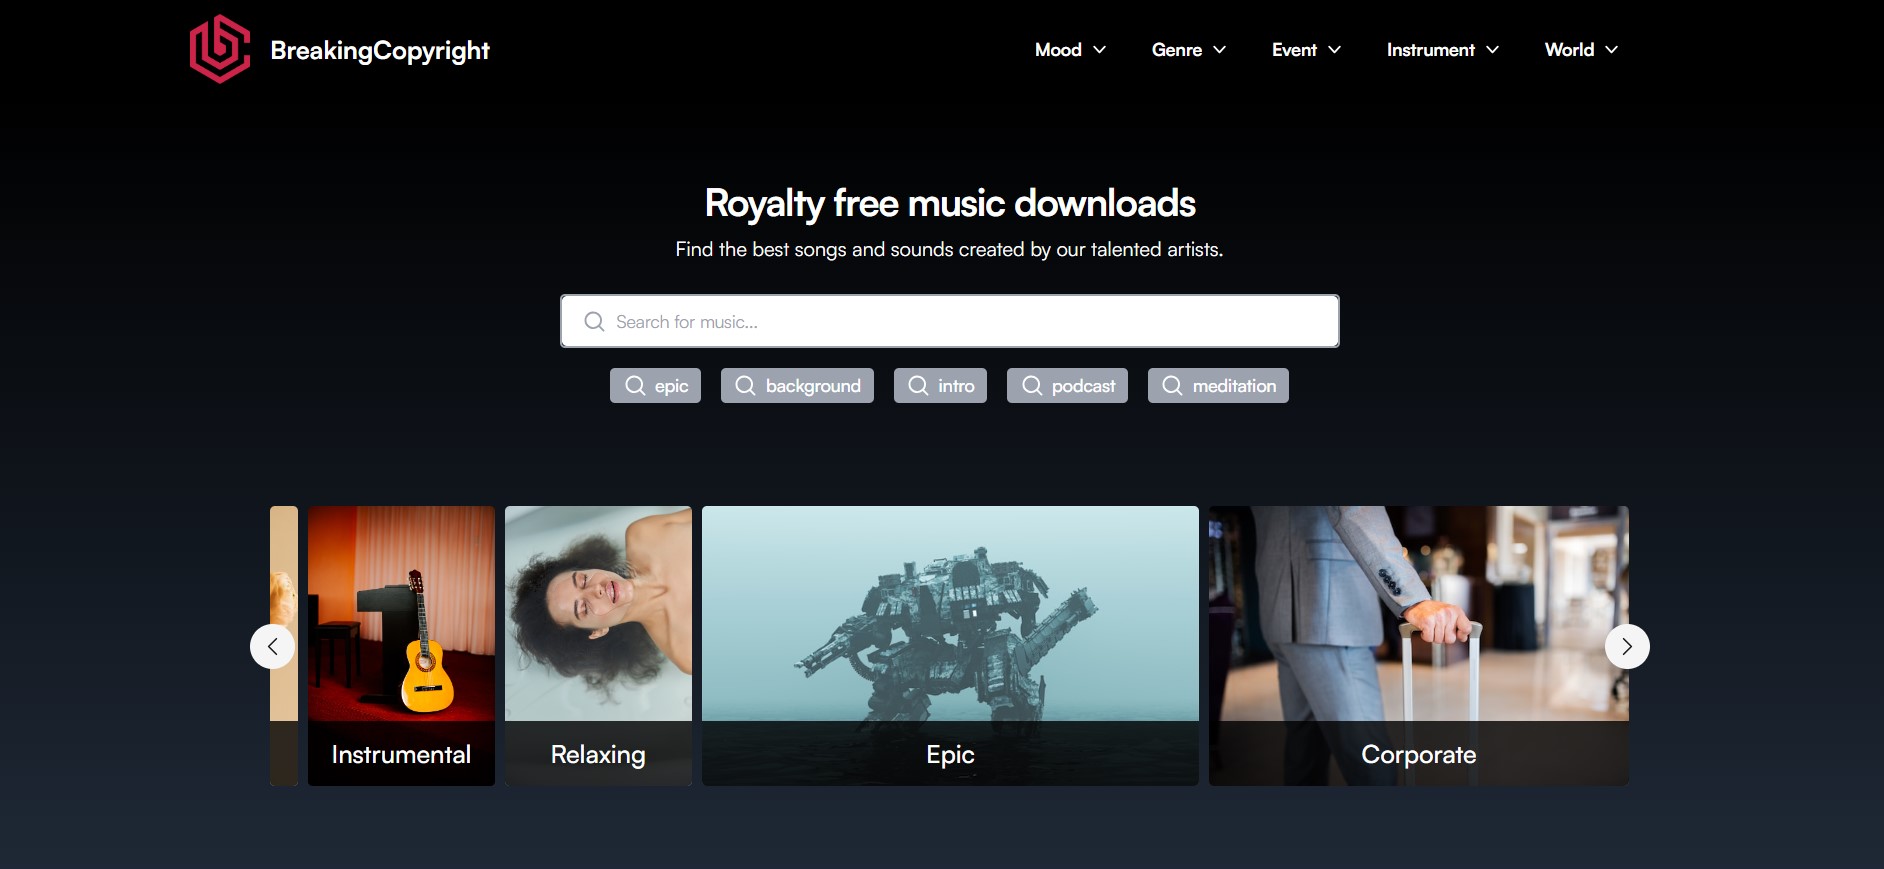 BreakingCopyright
Mood
Genre
Event
Instrument
World
Royalty free music downloads
Find the best songs and sounds created by our talented artists.
Search for music...
epic
background
intro
podcast
meditation
Instrumental
Relaxing
Epic
Corporate